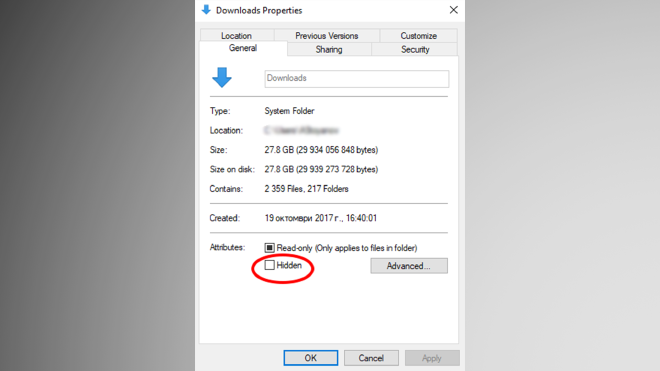 Downloads Properties
Location Previous Versions Customize
General Sharing Security
Downloads
Type: System Folder
Location:
Size: 27.8 GB (29 934 056 848 bytes)
Size on disk: 27.8 GB (29 939 273 728 bytes)
Contains: 2 359 Files, 217 Folders
Created: 19 октомври 2017 г., 16:40:01
Attributes: Read-only (Only applies to files in folder)
Hidden Advanced...
OK Cancel Apply